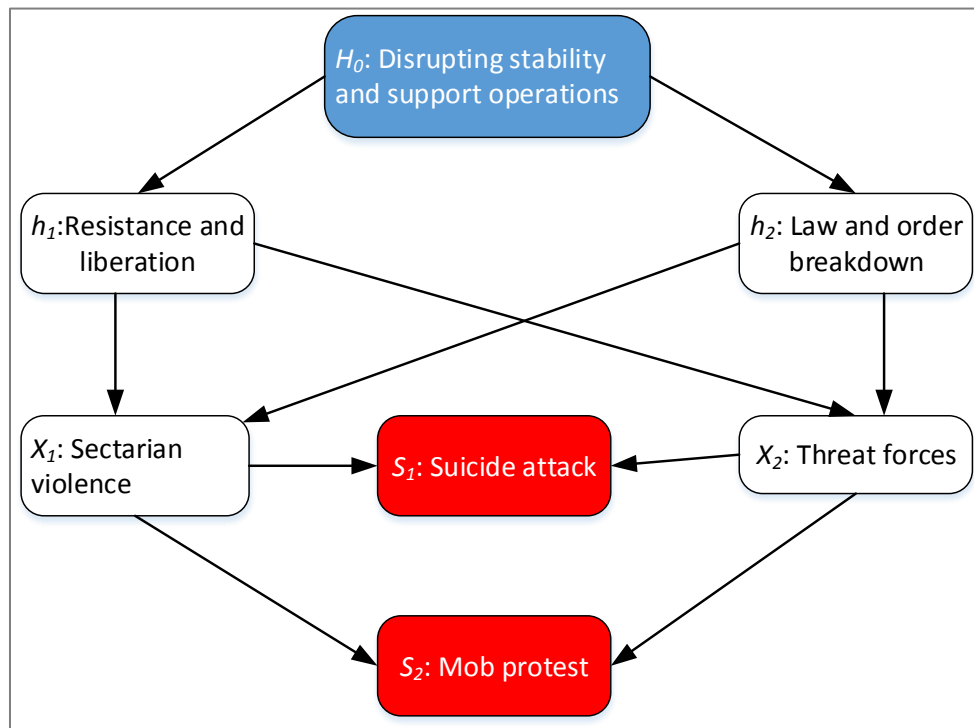 H₀: Disrupting stability
and support operations
h₁:Resistance and
liberation
h₂: Law and order
breakdown
X₁: Sectarian
violence
S₁: Suicide attack
X₂: Threat forces
S₂: Mob protest